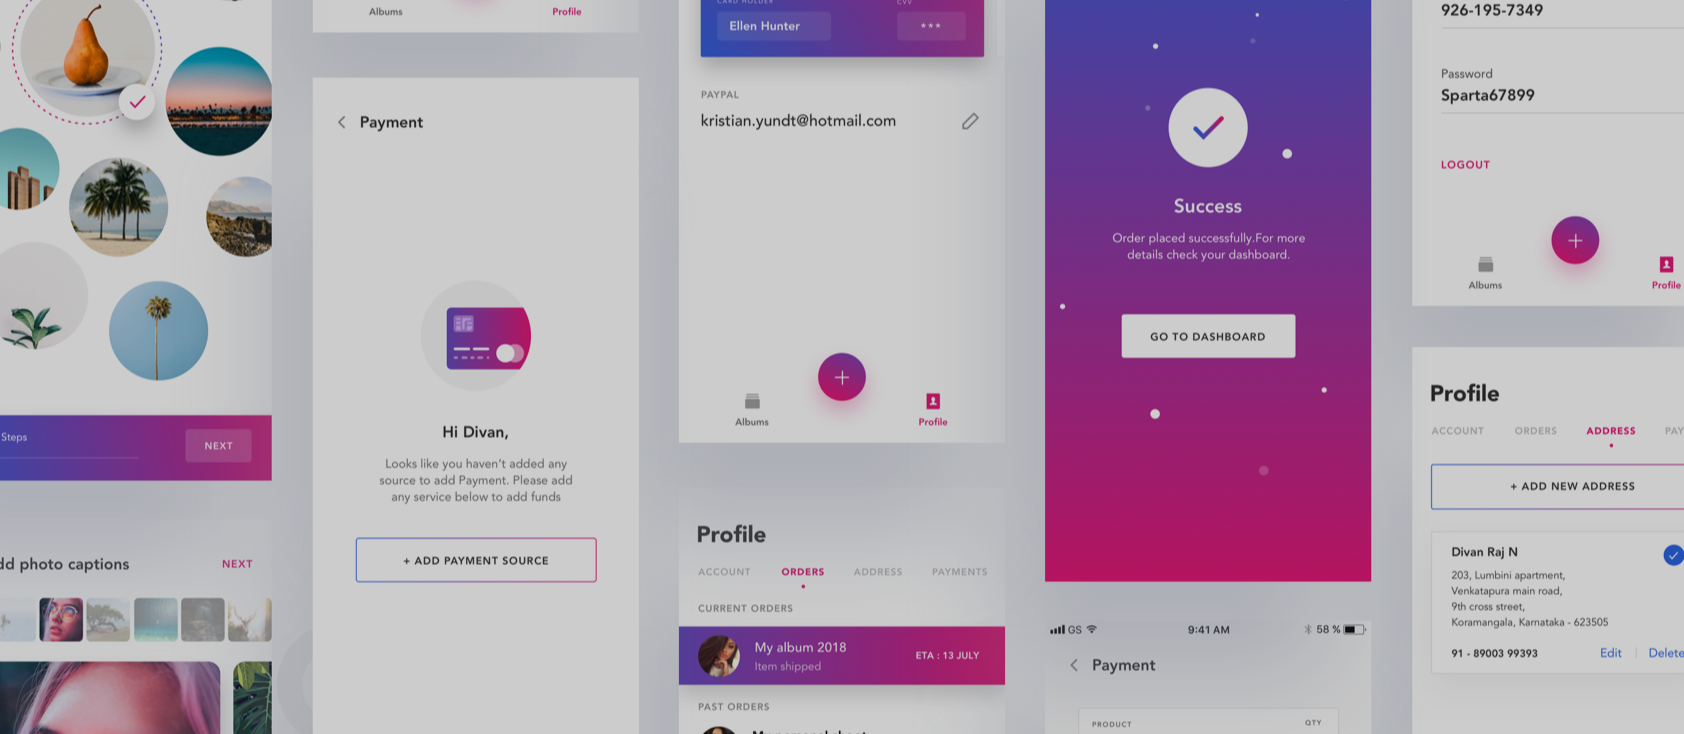 Steps
NEXT
dd photo captions
NEXT
Albums
Profile
Payment
Hi Divan,
Looks like you haven't added any
source to add Payment. Please add
any service below to add funds
+ ADD PAYMENT SOURCE
CARD HOLDER
CVV
Ellen Hunter
***
PAYPAL
kristian.yundt@hotmail.com
Albums
Profile
Profile
ACCOUNT
ORDERS
ADDRESS
PAYMENTS
CURRENT ORDERS
My album 2018
Item shipped
ETA : 13 JULY
PAST ORDERS
Success
Order placed successfully.For more
details check your dashboard.
GO TO DASHBOARD
GS
9:41 AM
58 %
Payment
PRODUCT
QTY
926-195-7349
Password
Sparta67899
LOGOUT
Albums
Profile
Profile
ACCOUNT
ORDERS
ADDRESS
PAY
+ ADD NEW ADDRESS
Divan Raj N
203, Lumbini apartment,
Venkatapura main road,
9th cross street,
Koramangala, Karnataka - 623505
91 - 89003 99393
Edit
Delete